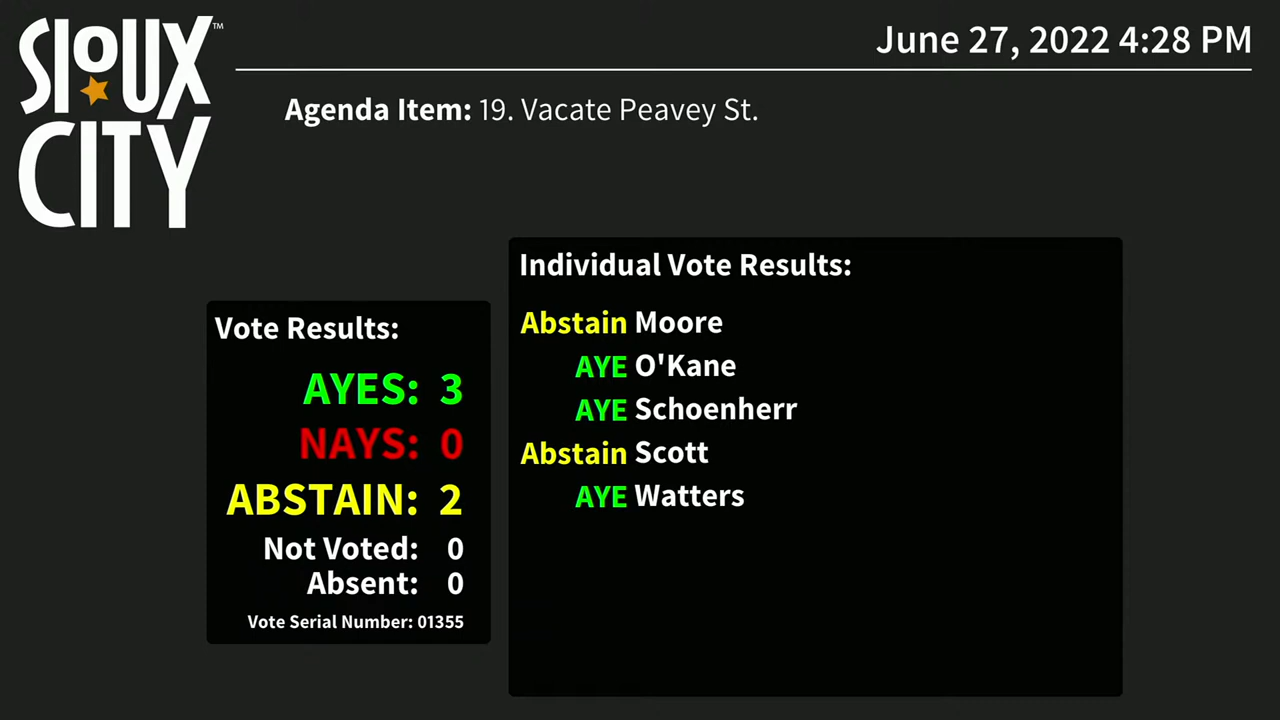 SIOUX™
CITY
June 27, 2022 4:28 PM
Agenda Item: 19. Vacate Peavey St.
Vote Results:
AYES: 3
NAYS: 0
ABSTAIN: 2
Not Voted: 0
Absent: 0
Vote Serial Number: 01355
Individual Vote Results:
Abstain Moore
AYE O'Kane
AYE Schoenherr
Abstain Scott
AYE Watters